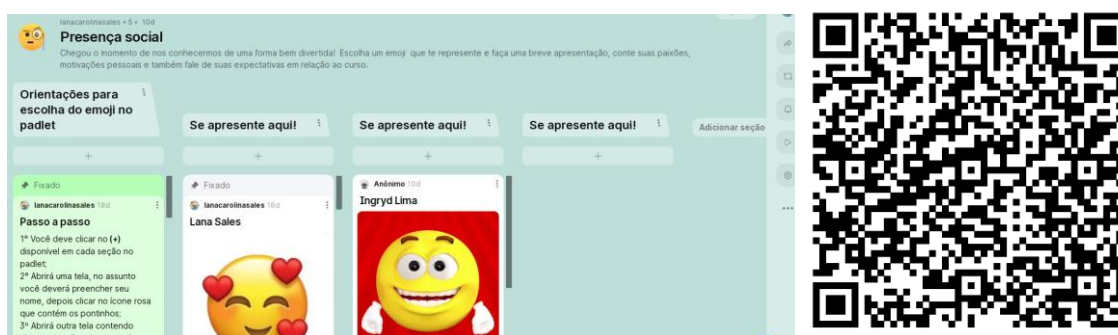 lanacarolinasales + 5 • 10d
Presença social
Chegou o momento de nos conhecermos de uma forma bem divertida! Escolha um emoji que te represente e faça uma breve apresentação, conte suas paixões,
motivações pessoais e também fale de suas expectativas em relação ao curso.
Orientações para
escolha do emoji no
padlet
Se apresente aqui!
Se apresente aqui!
Se apresente aqui!
Adicionar seção
Fixado
lanacarolinasales 18d
Passo a passo
1º Você deve clicar no (+)
disponível em cada seção no
padlet;
2º Abrirá uma tela, no assunto
você deverá preencher seu
nome, depois clicar no ícone rosa
que contém os pontinhos;
3º Abrirá outra tela contendo
Fixado
lanacarolinasales 18d
Lana Sales
Anônimo 10d
Ingryd Lima